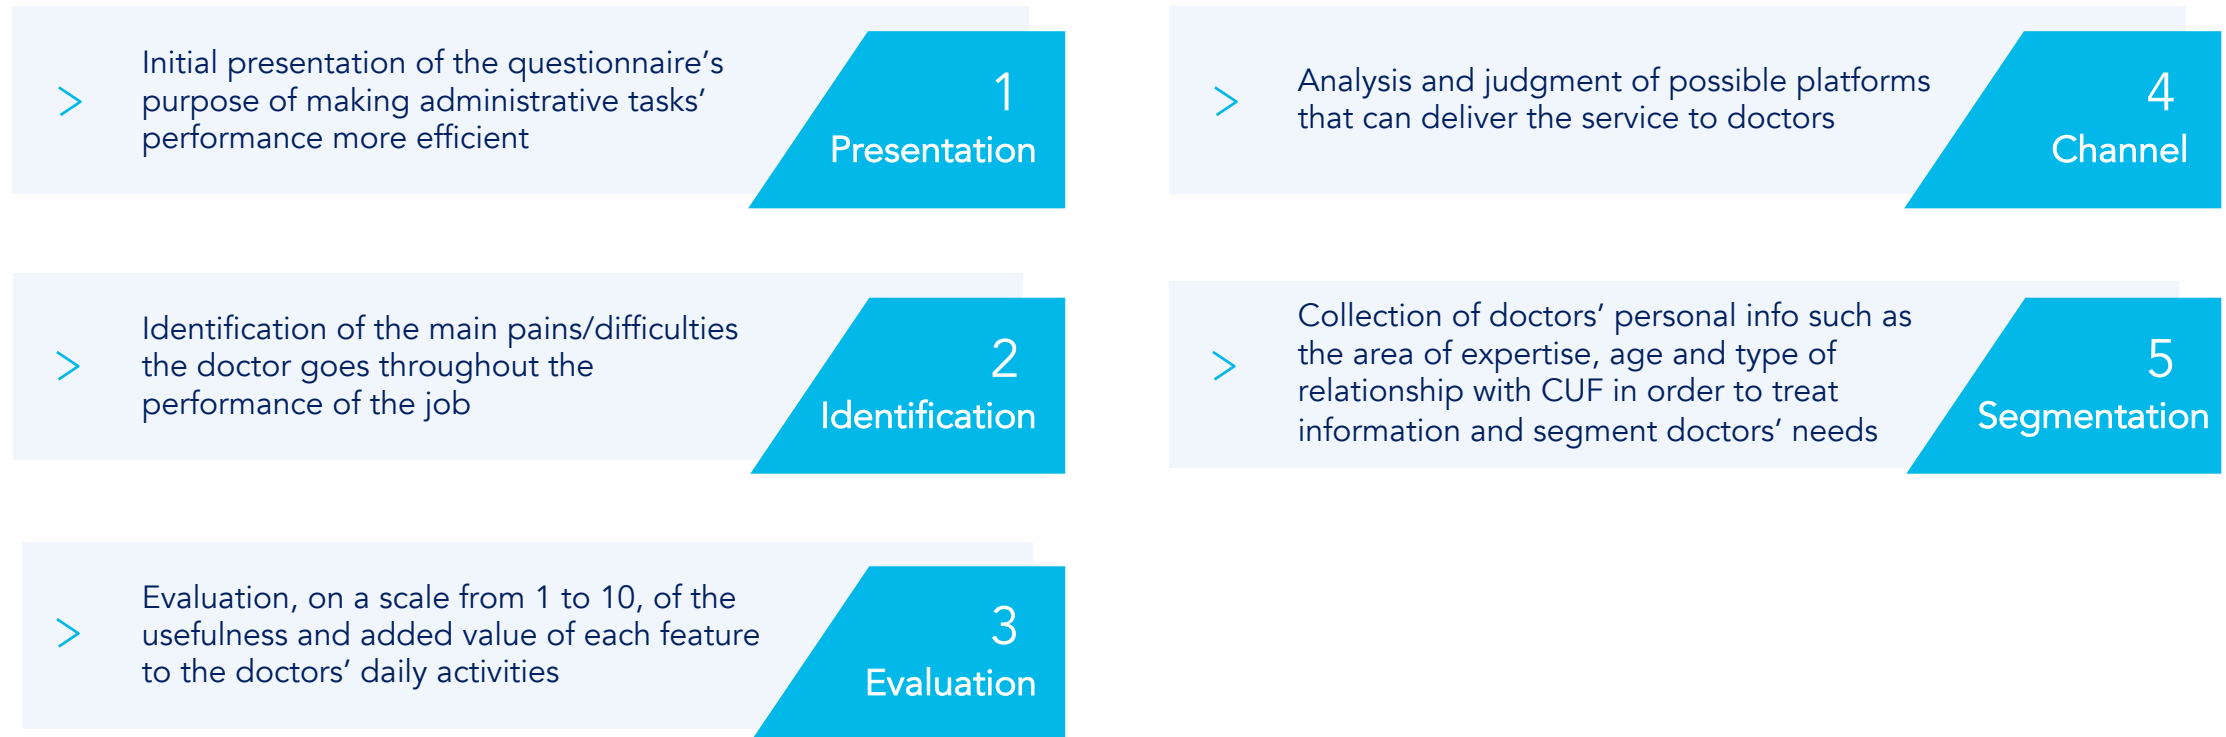 Initial presentation of the questionnaire’s
purpose of making administrative tasks’
performance more efficient
1
Presentation
Identification of the main pains/difficulties
the doctor goes throughout the
performance of the job
2
Identification
Evaluation, on a scale from 1 to 10, of the
usefulness and added value of each feature
to the doctors’ daily activities
3
Evaluation
Analysis and judgment of possible platforms
that can deliver the service to doctors
4
Channel
Collection of doctors’ personal info such as
the area of expertise, age and type of
relationship with CUF in order to treat
information and segment doctors’ needs
5
Segmentation